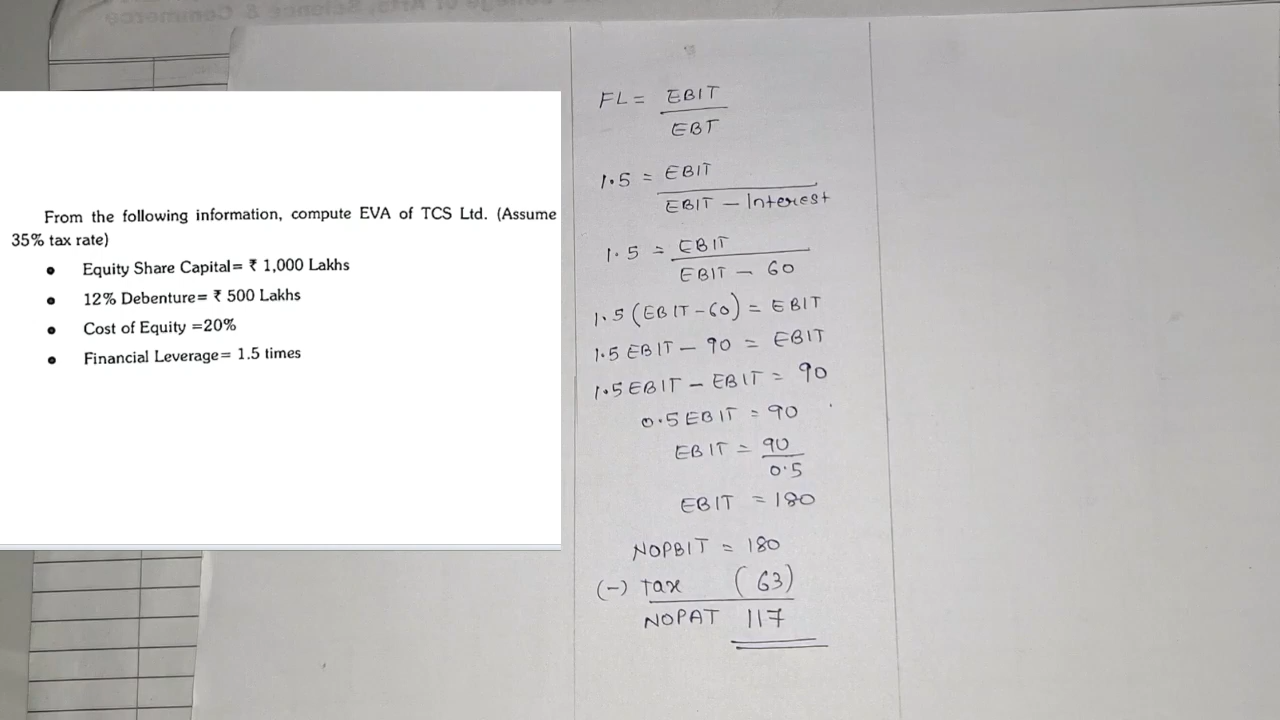 From the following information, compute EVA of TCS Ltd. (Assume
35% tax rate)
• Equity Share Capital= ₹ 1,000 Lakhs
• 12% Debenture= ₹ 500 Lakhs
• Cost of Equity =20%
• Financial Leverage= 1.5 times
FL = EBIT
EBT
1.5 = EBIT
EBIT - Interest
1.5 = EBIT
EBIT - 60
1.5 (EBIT - 60) = EBIT
1.5 EBIT - 90 = EBIT
1.5 EBIT - EBIT = 90
0.5 EBIT = 90
EBIT = 90
0.5
EBIT = 180
NOPBIT = 180
(-) Tax (63)
NOPAT 117